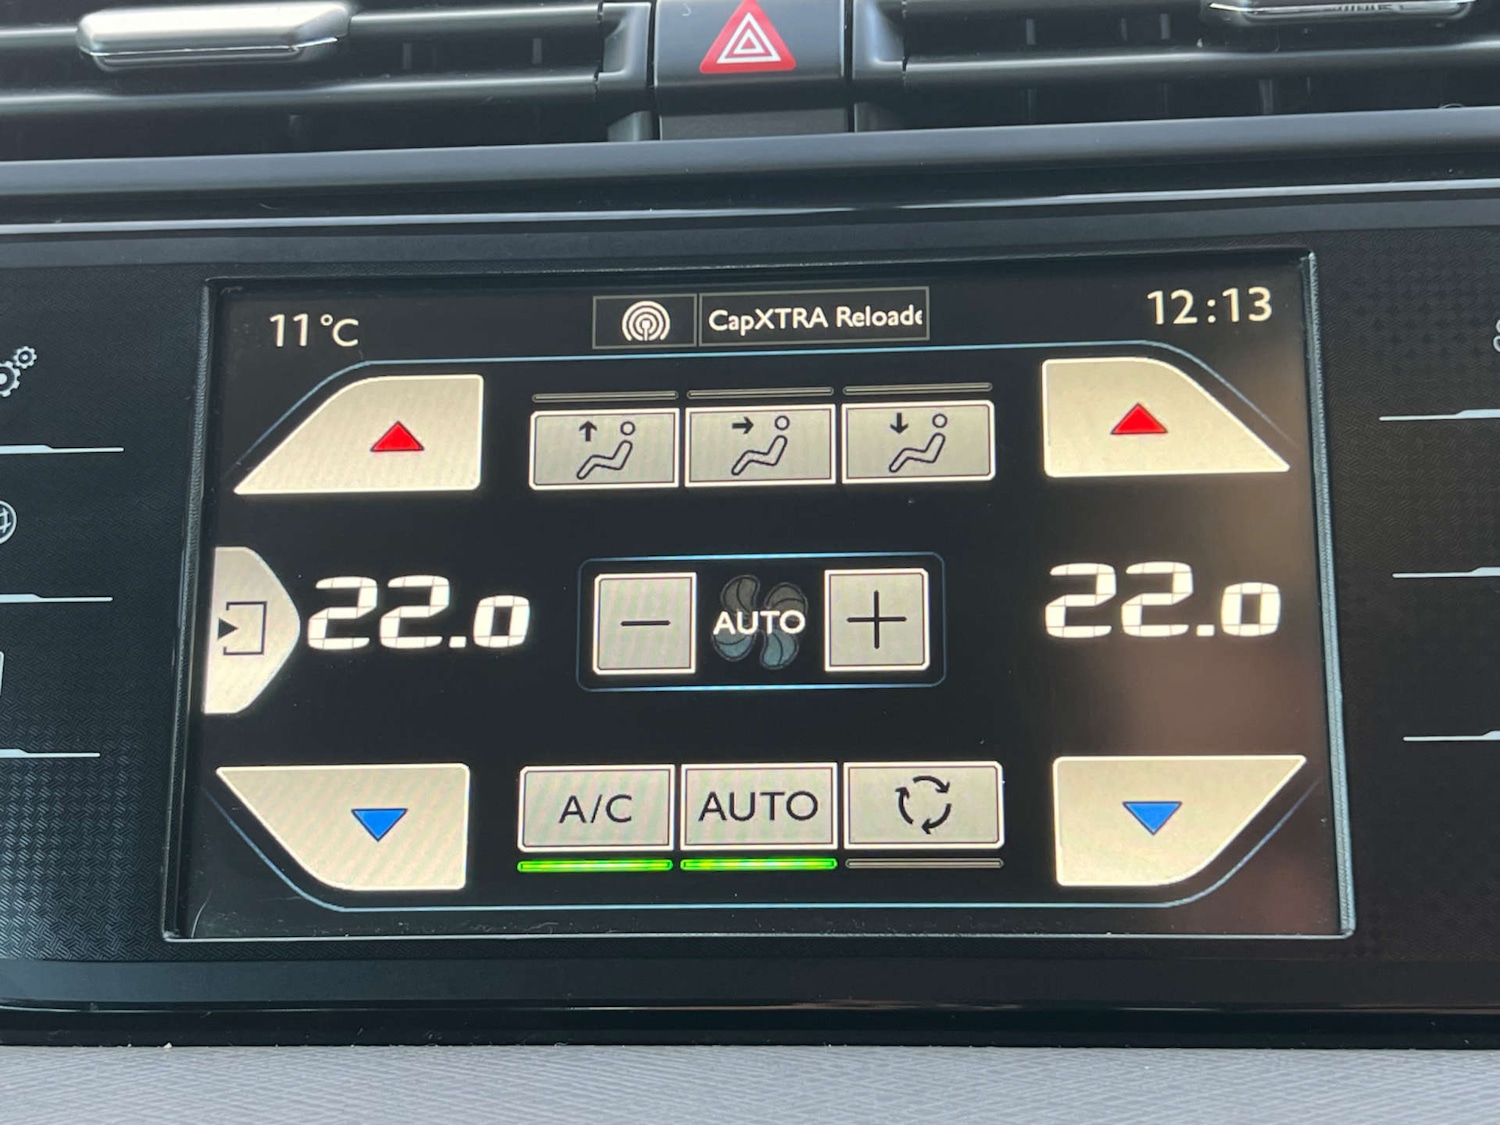 11°C
CapXTRA Reloade
12:13
22.0
AUTO
22.0
A/C
AUTO